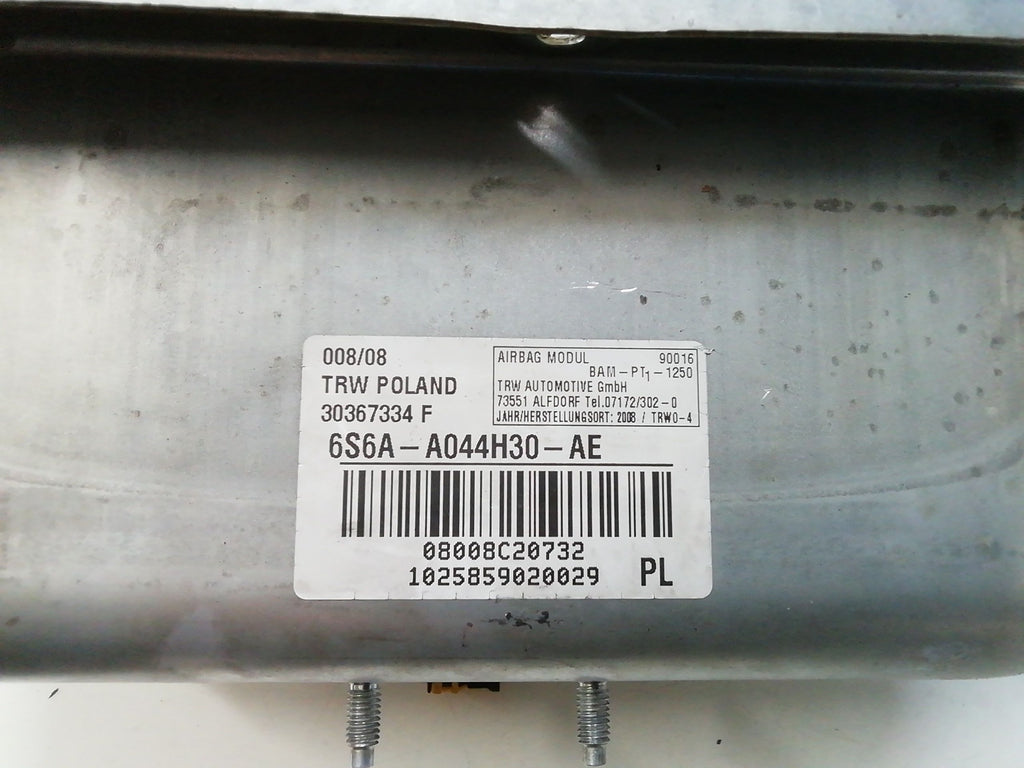 008/08
TRW POLAND
30367334 F
AIRBAG MODUL 90016
BAM-PT1-1250
TRW AUTOMOTIVE GmbH
73551 ALFDORF Tel.07172/302-0
JAHR/HERSTELLUNGSORT: 2008 / TRWO-4
6S6A-A044H30-AE
08008C20732
1025859020029 PL